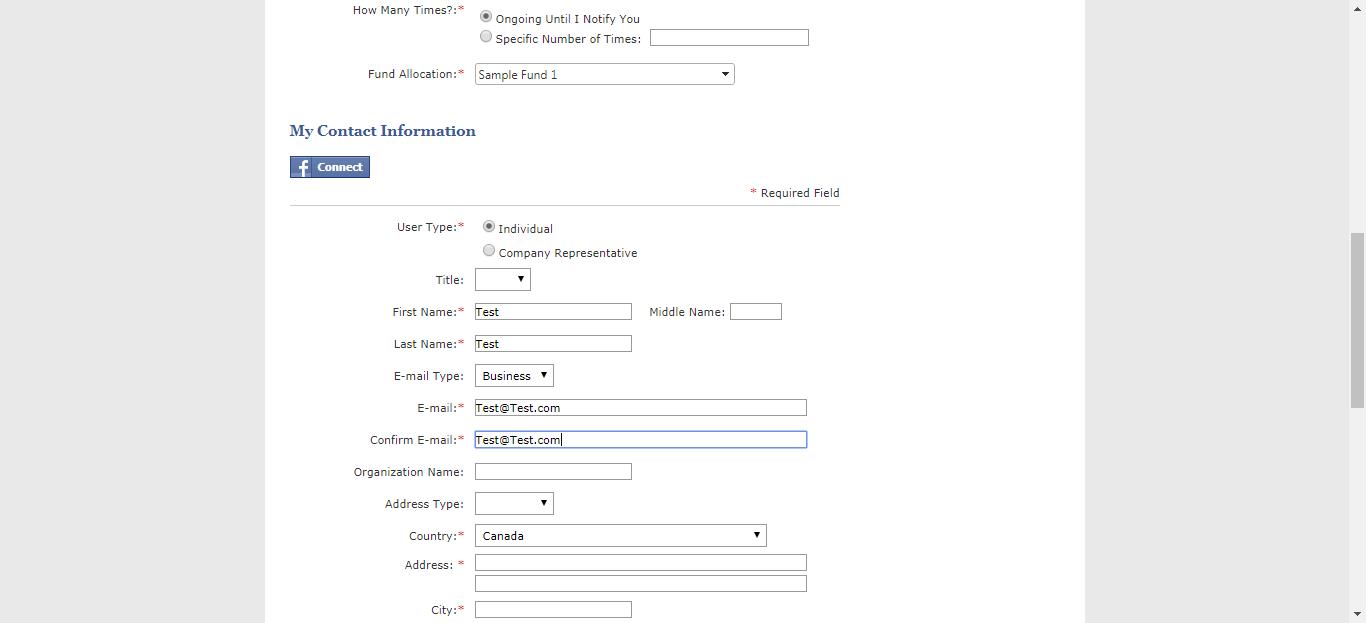 How Many Times?:*
Ongoing Until I Notify You
Specific Number of Times:
Fund Allocation:* Sample Fund 1
My Contact Information
f Connect
* Required Field
User Type:* Individual
Company Representative
Title:
First Name:* Test Middle Name:
Last Name:* Test
E-mail Type: Business
E-mail:* Test@Test.com
Confirm E-mail:* Test@Test.com
Organization Name:
Address Type:
Country:* Canada
Address: *
City:*